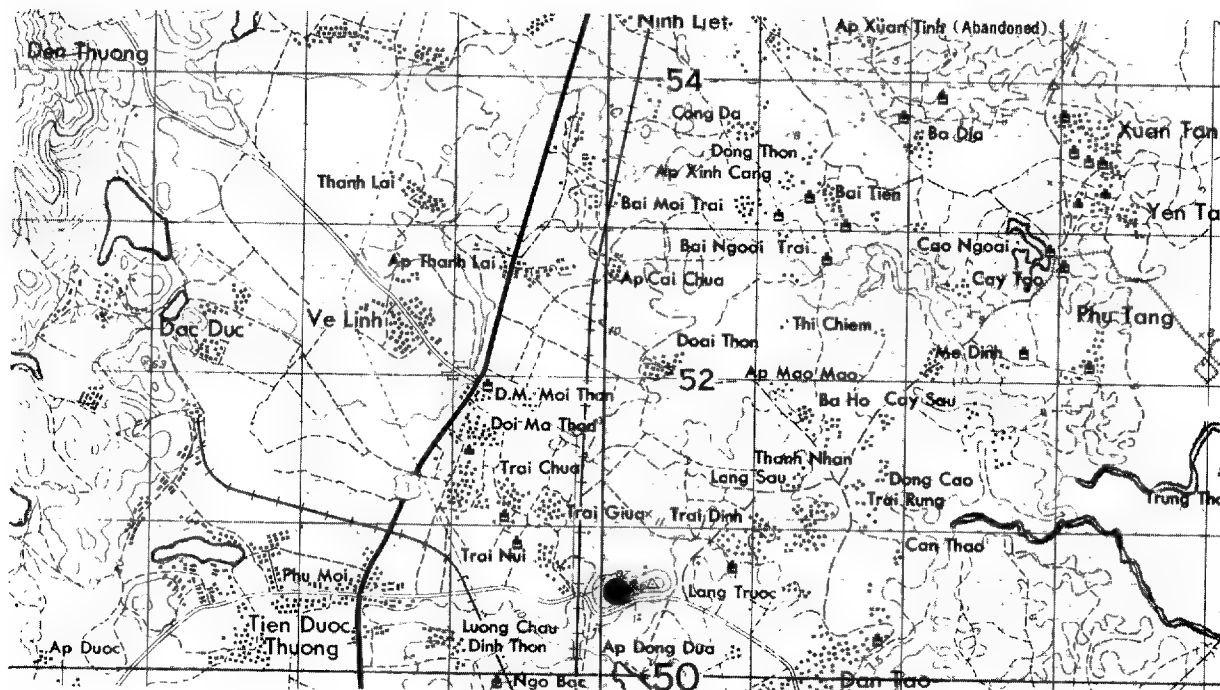 Ninh Liet
Ap Xuan Tinh (Abandoned)
Den Thuong
54
Cong Da
Ba Dia
Xuan Tan
Dong Thon
Ap Xinh Cang
Thanh Lai
Bai Tien
Bai Moi Trai
Yen Ta
Bai Ngoai Trai
Cao Ngoai
Ap Thanh Lai
Ap Cai Chua
Cay Tgo
Ve Linh
Dac Duc
Thi Chiem
Phu Tang
Doai Thon
Me Dinh
52
Ap Mao Mao
D.M. Moi Than
Ba Ho
Cay Sau
Doi Ma Thad
Trai Chua
Thanh Nhan
Lang Sau
Dong Cao
Trai Rung
Trung Tha
Trai Giua
Trai Dinh
Trai Nui
Can Thao
Phu Moi
Lang Truoc
Tien Duoc
Thuong
Luong Chau
Dinh Thon
Ap Duoc
Ap Dong Dua
Ngo Bac
50
Dan Tao